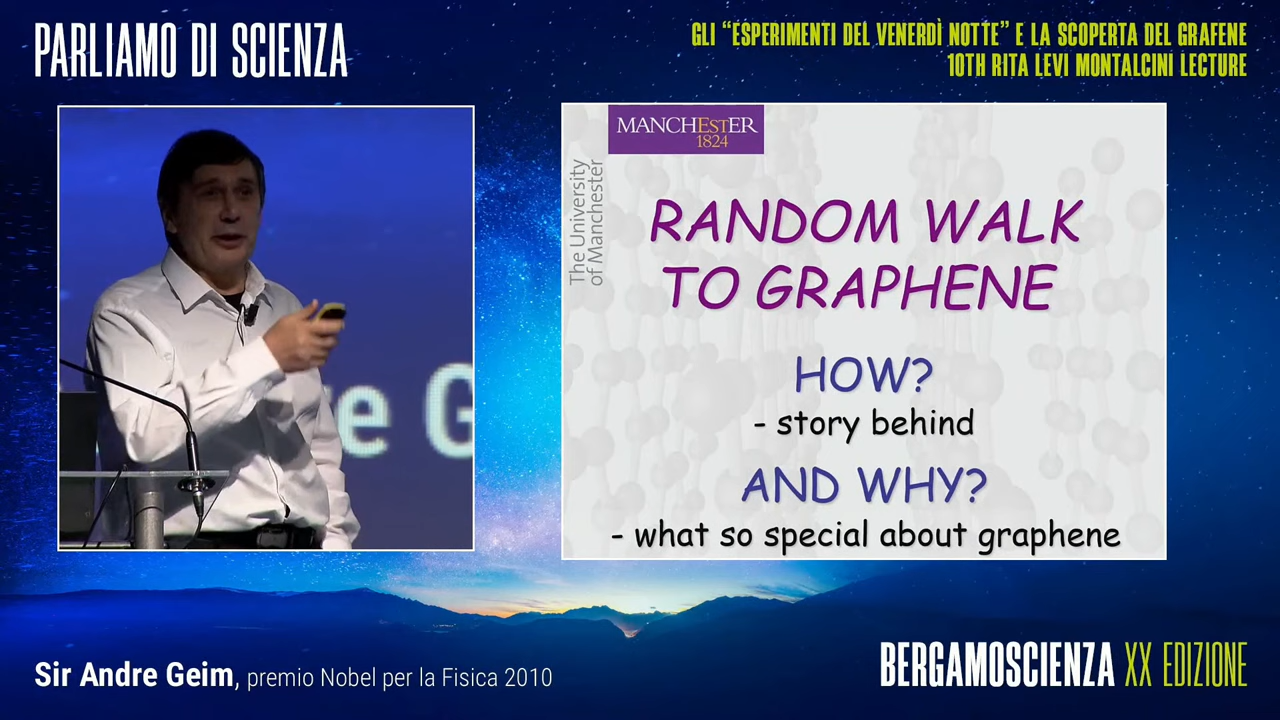 PARLIAMO DI SCIENZA
GLI “ESPERIMENTI DEL VENERDÌ NOTTE” E LA SCOPERTA DEL GRAFENE
10TH RITA LEVI MONTALCINI LECTURE
MANCHESTER
1824
The University
of Manchester
RANDOM WALK
TO GRAPHENE
HOW?
- story behind
AND WHY?
- what so special about graphene
re G
Sir Andre Geim, premio Nobel per la Fisica 2010
BERGAMOSCIENZA XX EDIZIONE